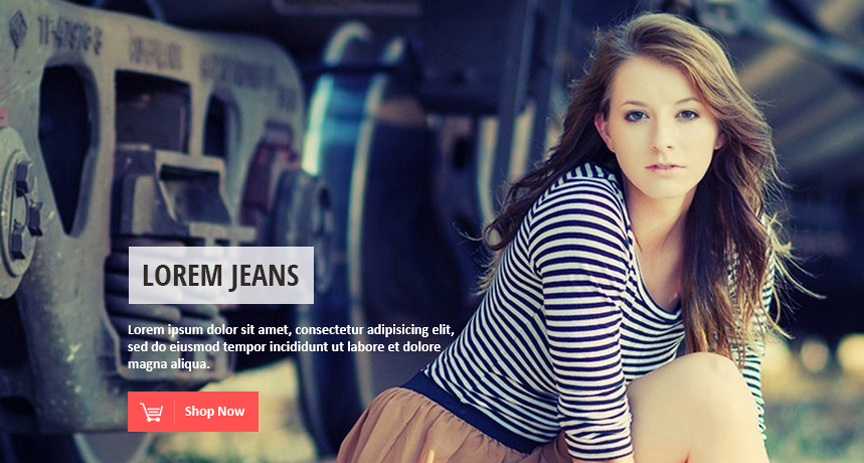 LOREM JEANS
Lorem ipsum dolor sit amet, consectetur adipisicing elit,
sed do eiusmod tempor incididunt ut labore et dolore
magna aliqua.
Shop Now